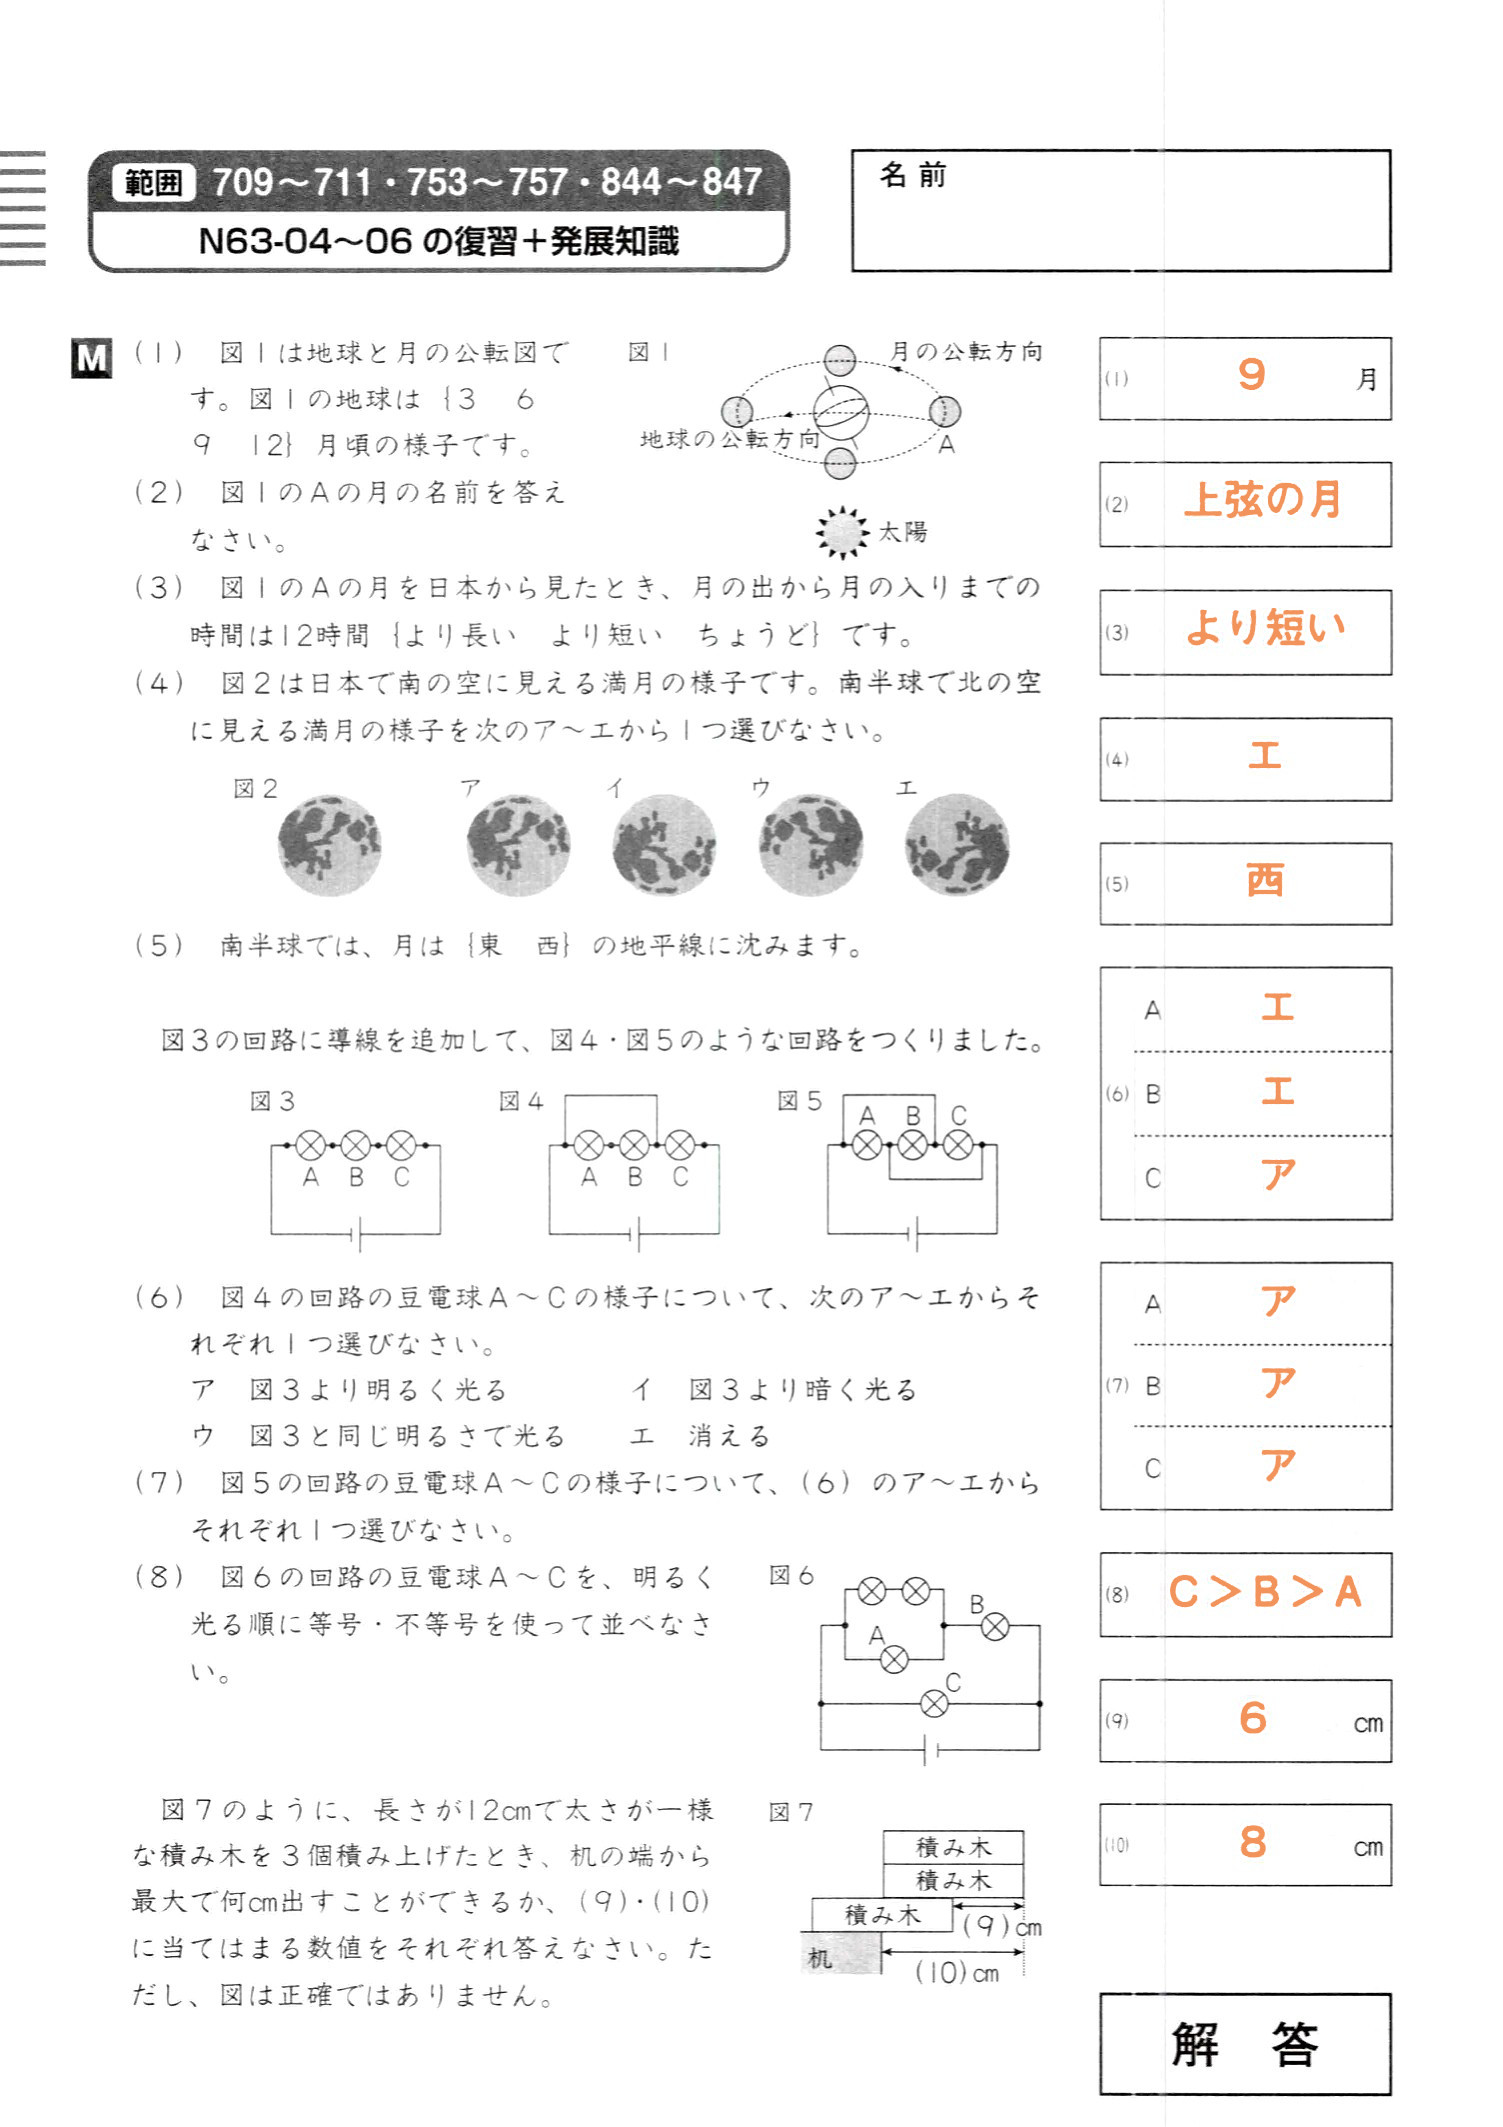 範囲 709～711・753～757・844～847
N63-04～06 の復習＋発展知識
名前
M
(1) 図1は地球と月の公転図で
す。図1の地球は {3 6
9 12} 月頃の様子です。
図1
月の公転方向
地球の公転方向
A
太陽
(2) 図1のAの月の名前を答え
なさい。
(3) 図1のAの月を日本から見たとき、月の出から月の入りまでの
時間は12時間 {より長い より短い ちょうど} です。
(4) 図2は日本で南の空に見える満月の様子です。南半球で北の空
に見える満月の様子を次のア～エから1つ選びなさい。
図2 ア イ ウ エ
(5) 南半球では、月は {東 西} の地平線に沈みます。
図3の回路に導線を追加して、図4・図5のような回路をつくりました。
図3
A B C
図4
A B C
図5
A B C
(6) 図4の回路の豆電球A～Cの様子について、次のア～エからそ
れぞれ1つ選びなさい。
ア 図3より明るく光る イ 図3より暗く光る
ウ 図3と同じ明るさで光る エ 消える
(7) 図5の回路の豆電球A～Cの様子について、(6) のア～エから
それぞれ1つ選びなさい。
(8) 図6の回路の豆電球A～Cを、明るく
光る順に等号・不等号を使って並べなさ
い。
図6
B
A
C
図7のように、長さが12cmで太さが一様
な積み木を3個積み上げたとき、机の端から
最大で何cm出すことができるか、(9)・(10)
に当てはまる数値をそれぞれ答えなさい。た
だし、図は正確ではありません。
図7
積み木
積み木
積み木
(9)cm
机
(10)cm
(1) 9 月
(2) 上弦の月
(3) より短い
(4) エ
(5) 西
(6)
A エ
B エ
C ア
(7)
A ア
B ア
C ア
(8) C＞B＞A
(9) 6 cm
(10) 8 cm
解 答